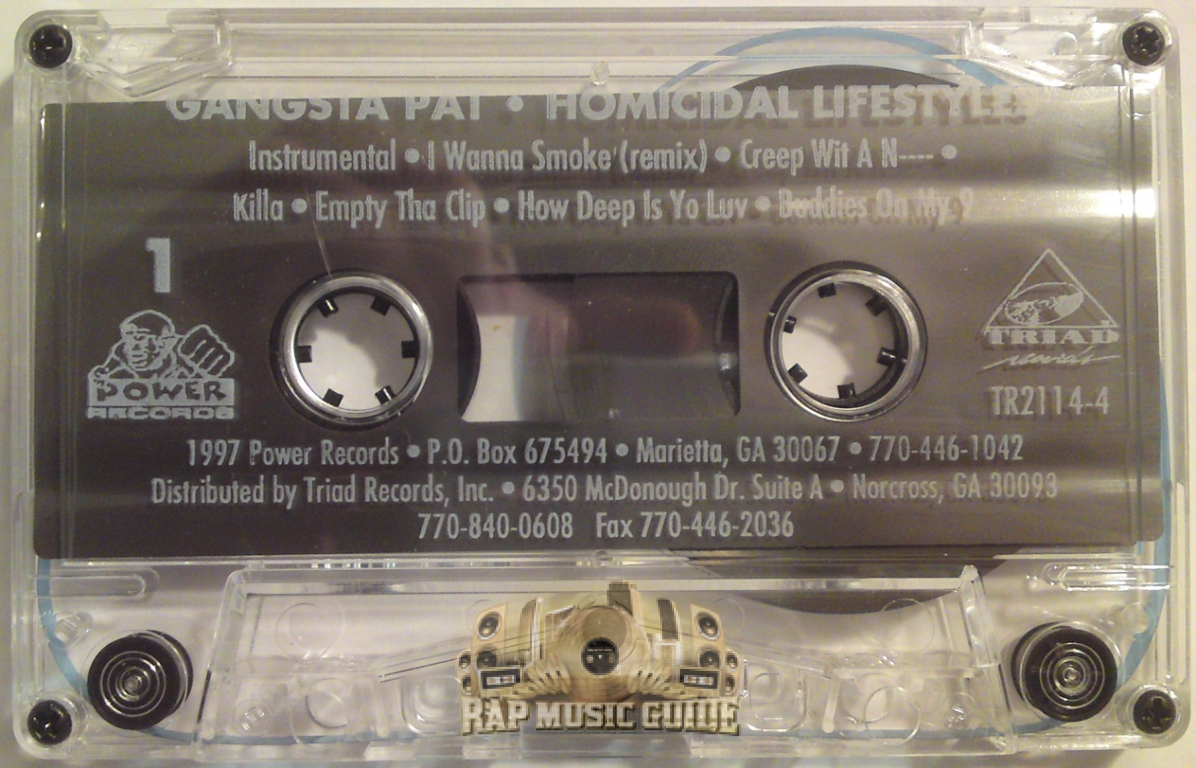 GANGSTA PAT • HOMICIDAL LIFESTYLES
Instrumental • I Wanna Smoke (remix) • Creep Wit A N---- •
Killa • Empty Tha Clip • How Deep Is Yo Luv • Buddies On My 9
1
POWER
RECORDS
TRIAD
records
TR2114-4
1997 Power Records • P.O. Box 675494 • Marietta, GA 30067 • 770-446-1042
Distributed by Triad Records, Inc. • 6350 McDonough Dr. Suite A • Norcross, GA 30093
770-840-0608 Fax 770-446-2036
RAP MUSIC GUIDE